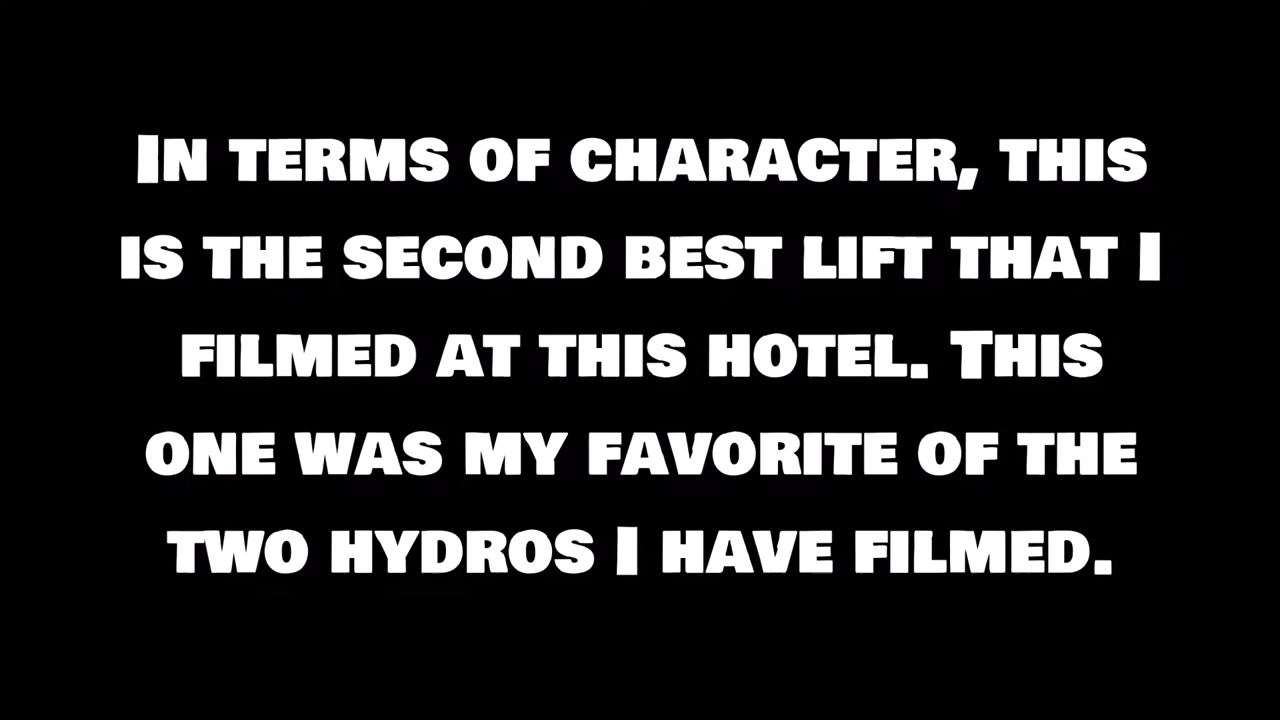 In terms of character, this
is the second best lift that I
filmed at this hotel. This
one was my favorite of the
two hydros I have filmed.